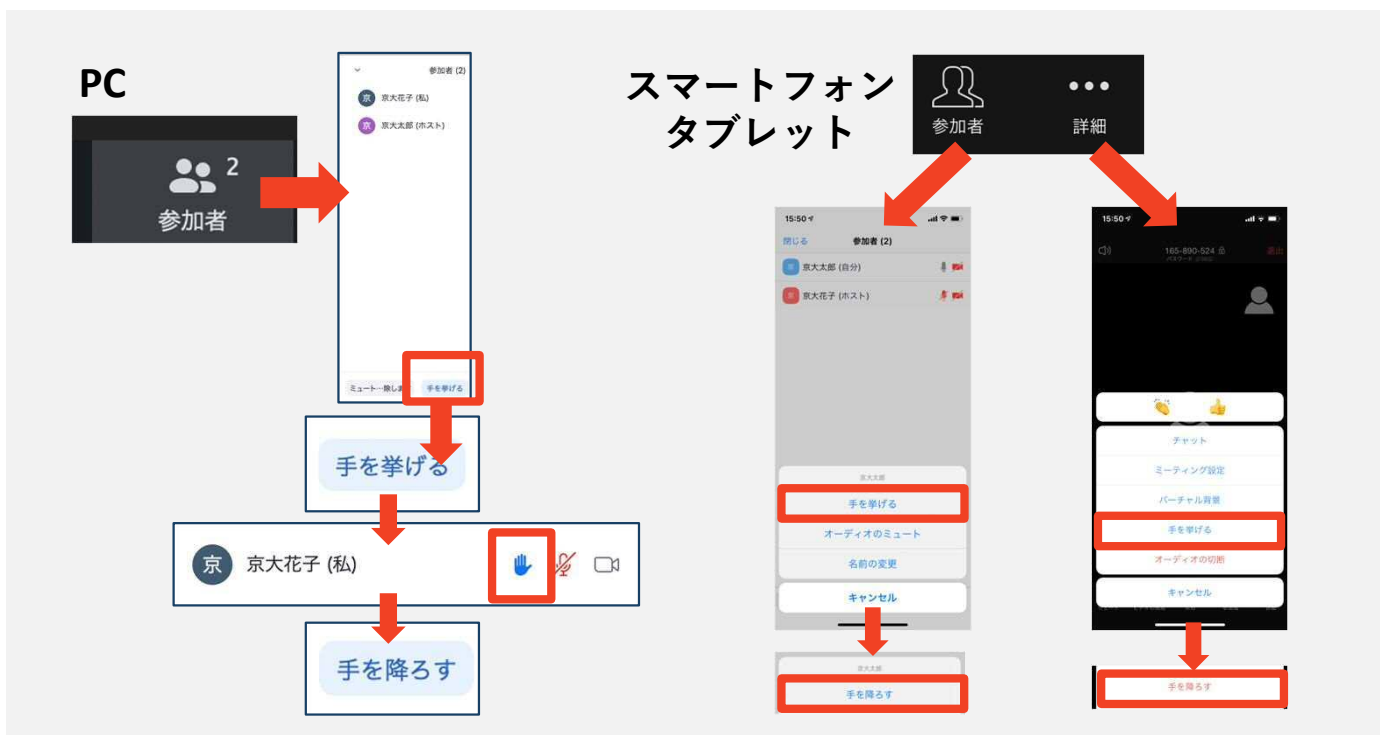 PC
2
参加者
参加者 (2)
京 京大花子 (私)
京 京大太郎 (ホスト)
手を挙げる
手を挙げる
京 京大花子 (私)
手を降ろす
スマートフォン
タブレット
参加者
詳細
15:50
閉じる 参加者 (2)
京大太郎 (自分)
京大花子 (ホスト)
京大太郎
手を挙げる
オーディオのミュート
名前の変更
キャンセル
京大太郎
手を降ろす
15:50
165-890-524
退出
チャット
ミーティング設定
バーチャル背景
手を挙げる
オーディオの切断
キャンセル
手を降ろす